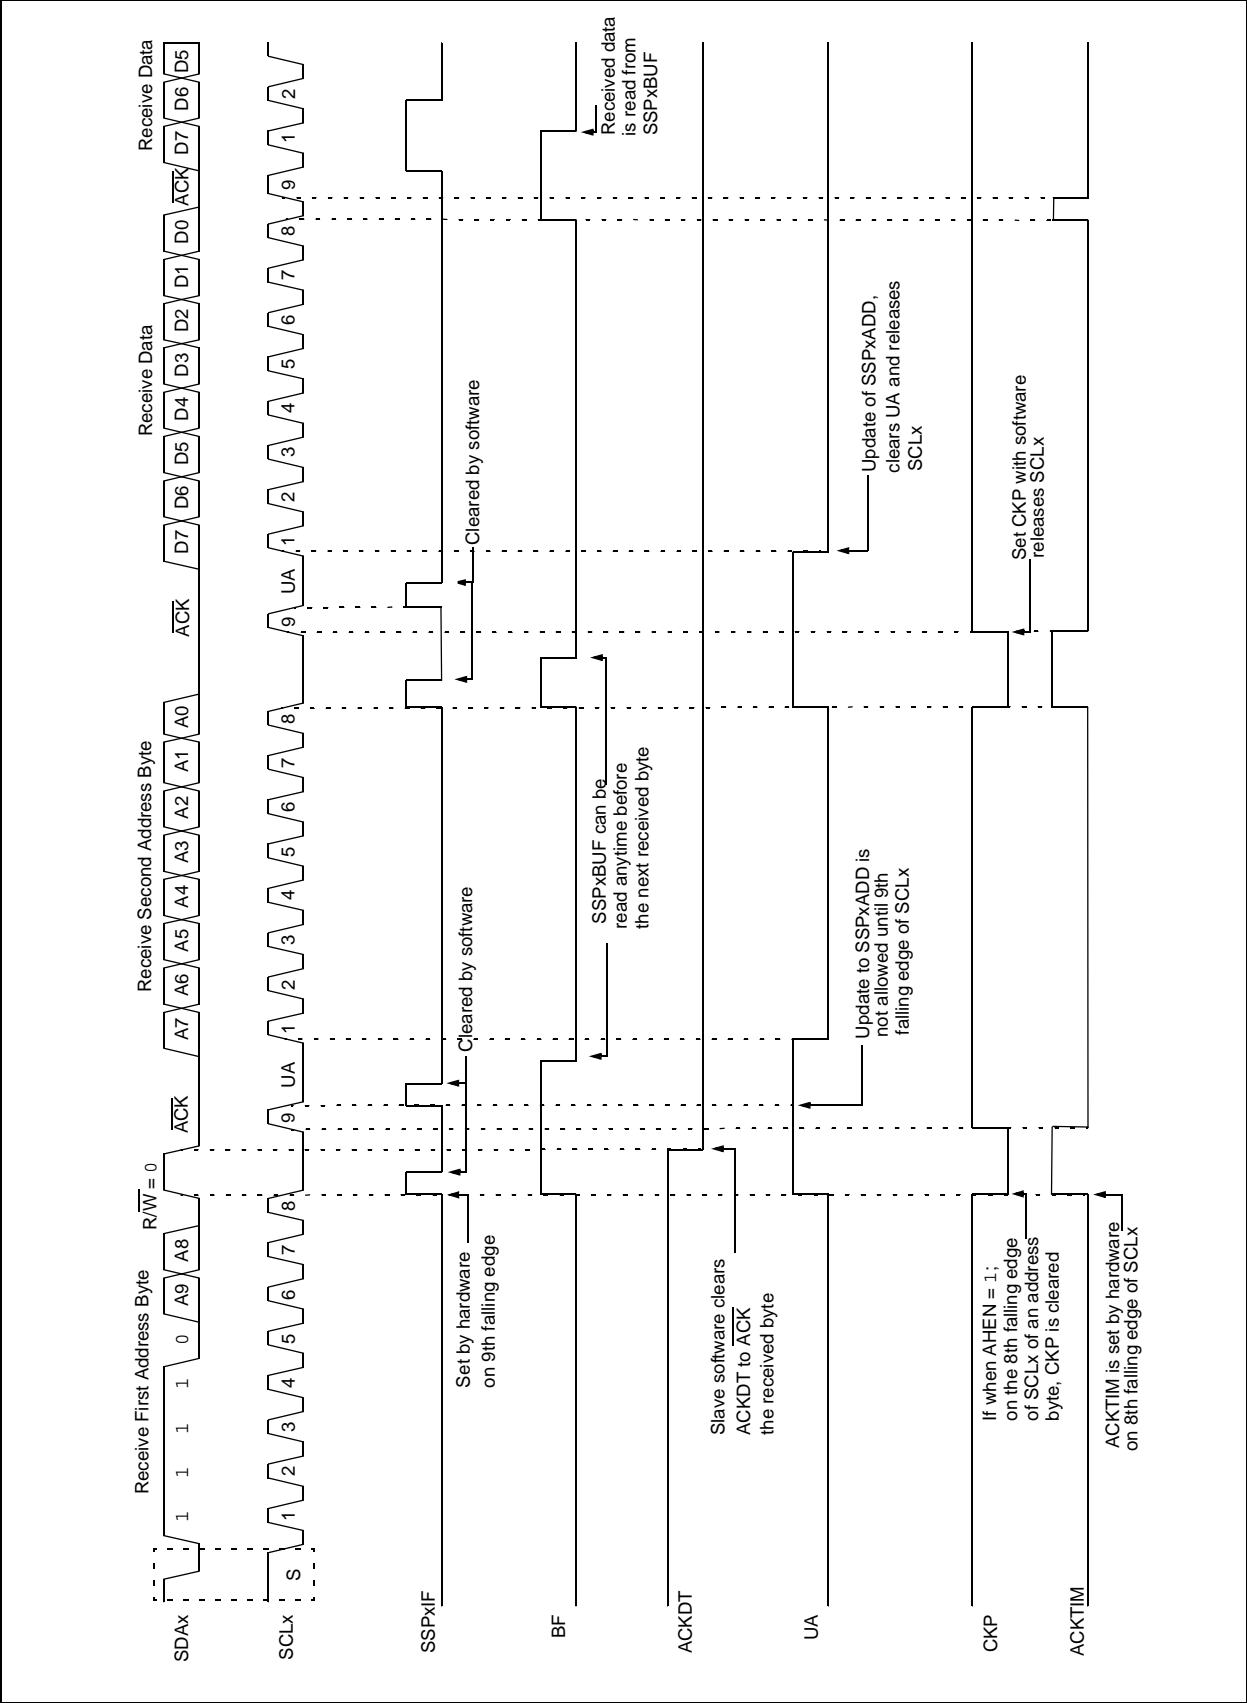 Receive First Address Byte
R/W = 0
Receive Second Address Byte
Receive Data
Receive Data
SDAx
1 1 1 1 0 A9 A8 ACK A7 A6 A5 A4 A3 A2 A1 A0 ACK D7 D6 D5 D4 D3 D2 D1 D0 ACK D7 D6 D5
SCLx
S 1 2 3 4 5 6 7 8 9 UA 1 2 3 4 5 6 7 8 9 UA 1 2 3 4 5 6 7 8 9 1 2
SSPxIF
Set by hardware
on 9th falling edge
Cleared by software
Cleared by software
BF
SSPxBUF can be
read anytime before
the next received byte
Received data
is read from
SSPxBUF
ACKDT
Slave software clears
ACKDT to ACK
the received byte
UA
Update to SSPxADD is
not allowed until 9th
falling edge of SCLx
Update of SSPxADD,
clears UA and releases
SCLx
CKP
If when AHEN = 1;
on the 8th falling edge
of SCLx of an address
byte, CKP is cleared
Set CKP with software
releases SCLx
ACKTIM
ACKTIM is set by hardware
on 8th falling edge of SCLx